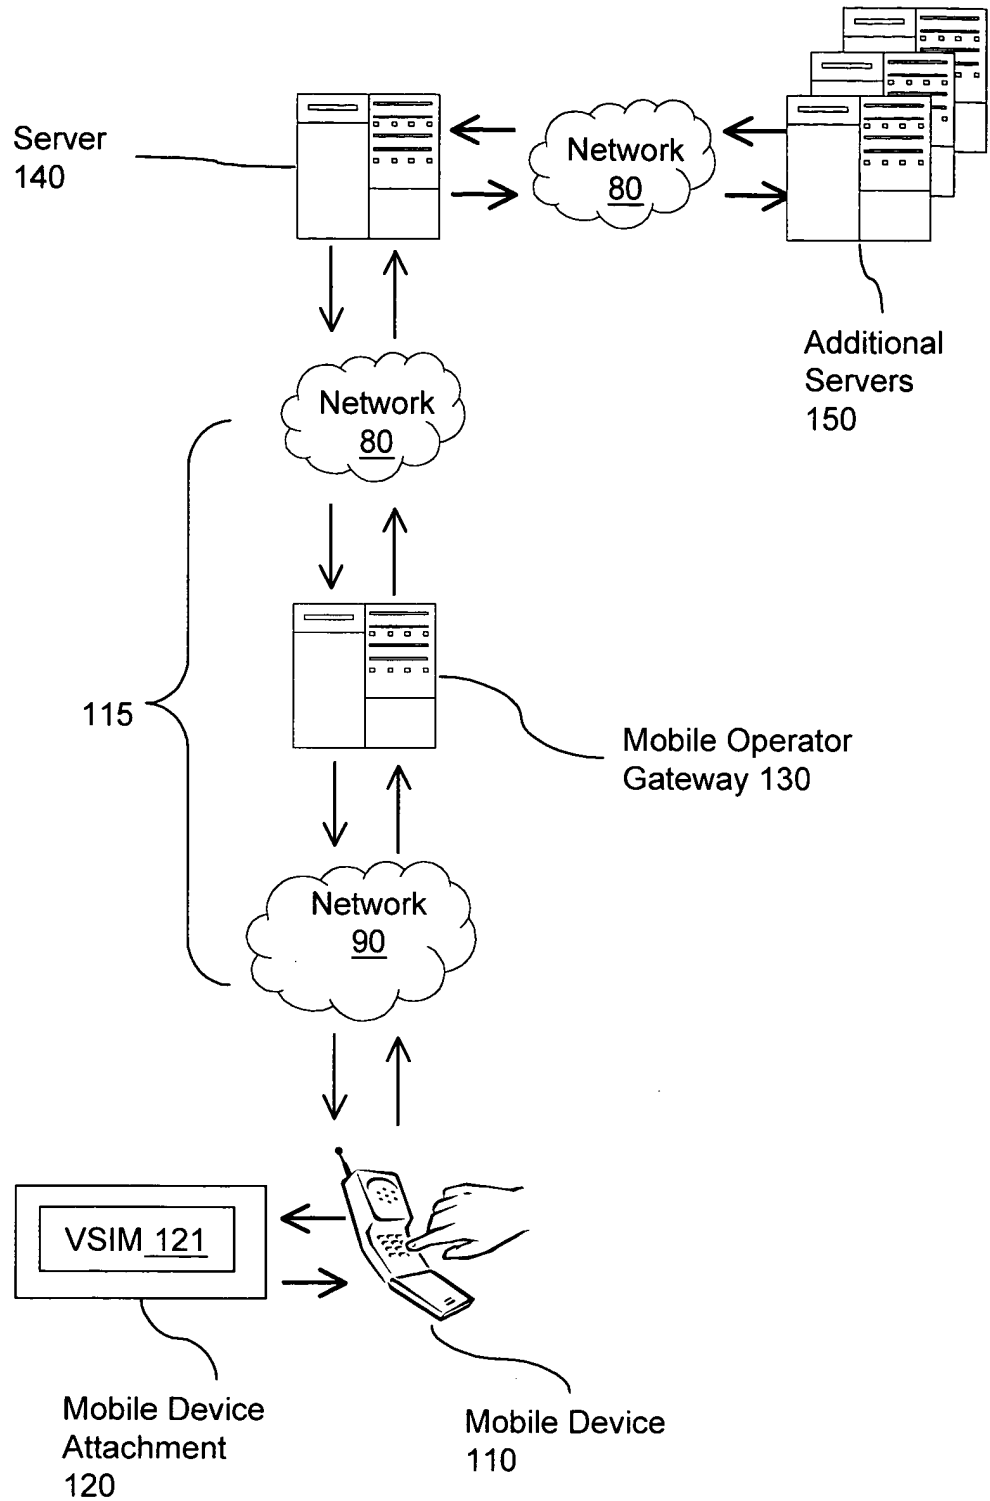 Server
140
Network
80
Additional
Servers
150
Network
80
115
Mobile Operator
Gateway 130
Network
90
VSIM 121
Mobile Device
Attachment
120
Mobile Device
110